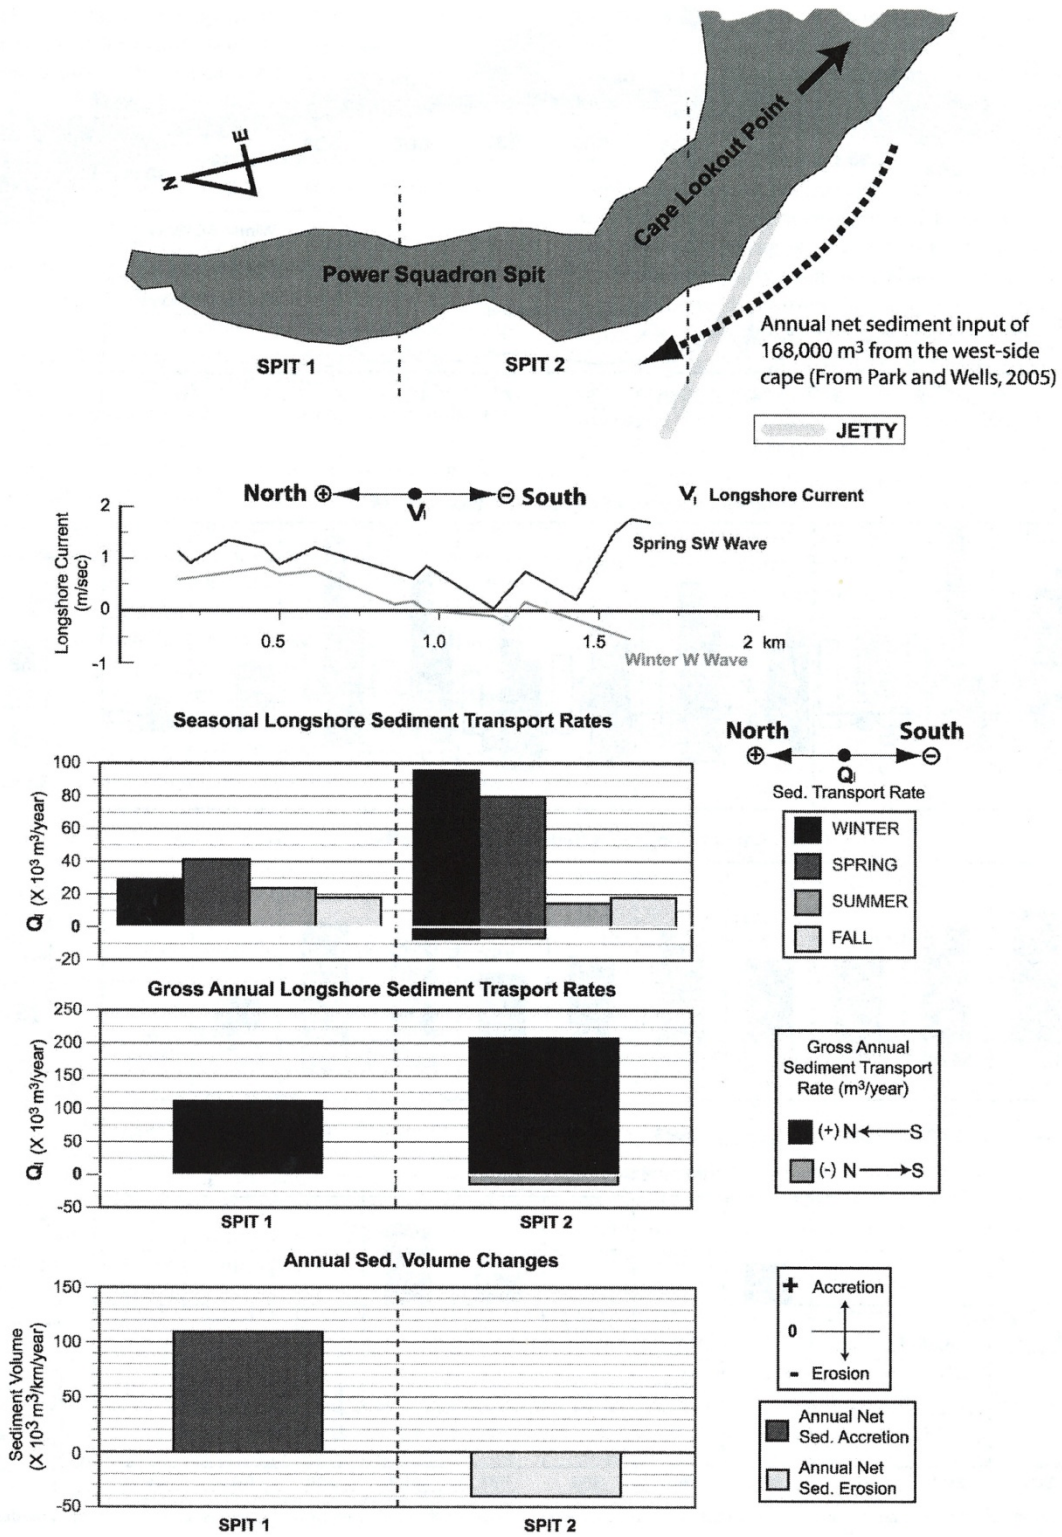 N
E
Cape Lookout Point
Power Squadron Spit
SPIT 1
SPIT 2
Annual net sediment input of
168,000 m³ from the west-side
cape (From Park and Wells, 2005)
JETTY
North ⊕ ⊖ South
Vl
Vl Longshore Current
Longshore Current
(m/sec)
2
1
0
-1
0.5
1.0
1.5
2 km
Spring SW Wave
Winter W Wave
Seasonal Longshore Sediment Transport Rates
Ql (X 10³ m³/year)
100
80
60
40
20
0
-20
North South
⊕ ⊖
Ql
Sed. Transport Rate
WINTER
SPRING
SUMMER
FALL
Gross Annual Longshore Sediment Trasport Rates
Ql (X 10³ m³/year)
250
200
150
100
50
0
-50
SPIT 1
SPIT 2
Gross Annual
Sediment Transport
Rate (m³/year)
(+) N S
(-) N S
Annual Sed. Volume Changes
Sediment Volume
(X 10³ m³/km/year)
150
100
50
0
-50
SPIT 1
SPIT 2
+ Accretion
0
- Erosion
Annual Net
Sed. Accretion
Annual Net
Sed. Erosion